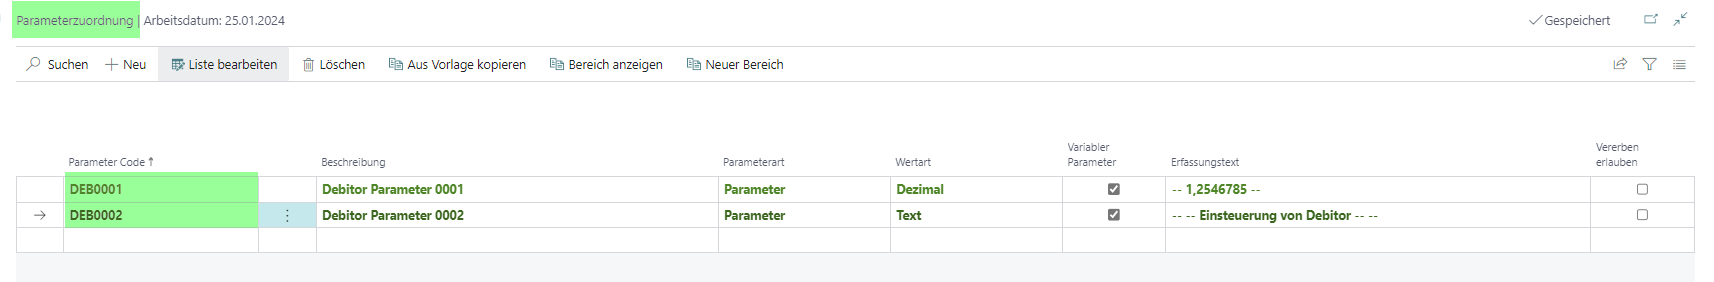 Parameterzuordnung | Arbeitsdatum: 25.01.2024 Gespeichert
Suchen Neu Liste bearbeiten Löschen Aus Vorlage kopieren Bereich anzeigen Neuer Bereich
Parameter Code ↑ Beschreibung Parameterart Wertart Variabler Parameter Erfassungstext Vererben erlauben
DEB0001 Debitor Parameter 0001 Parameter Dezimal -- 1,2546785 --
DEB0002 Debitor Parameter 0002 Parameter Text -- -- Einsteuerung von Debitor -- --